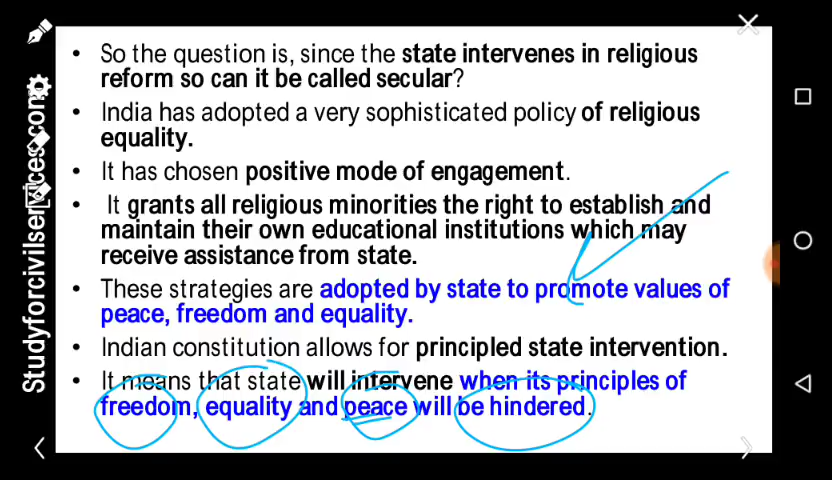 • So the question is, since the state intervenes in religious
reform so can it be called secular?
• India has adopted a very sophisticated policy of religious
equality.
• It has chosen positive mode of engagement.
• It grants all religious minorities the right to establish and
maintain their own educational institutions which may
receive assistance from state.
• These strategies are adopted by state to promote values of
peace, freedom and equality.
• Indian constitution allows for principled state intervention.
• It means that state will intervene when its principles of
freedom, equality and peace will be hindered.
Studyforcivilservices.com